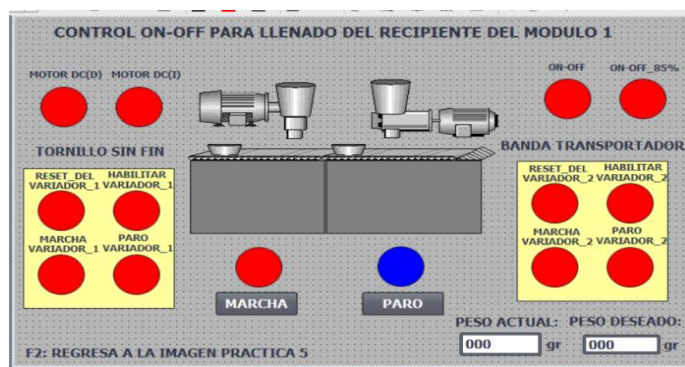 CONTROL ON-OFF PARA LLENADO DEL RECIPIENTE DEL MODULO 1
MOTOR DC(D) MOTOR DC(I)
ON-OFF ON-OFF_85%
TORNILLO SIN FIN
BANDA TRANSPORTADOR
RESET_DEL HABILITAR
VARIADOR_1 VARIADOR_1
MARCHA PARO
VARIADOR_1 VARIADOR_1
RESET_DEL HABILITAR
VARIADOR_2 VARIADOR_2
MARCHA PARO
VARIADOR_2 VARIADOR_2
MARCHA PARO
PESO ACTUAL: PESO DESEADO:
000 gr 000 gr
F2: REGRESA A LA IMAGEN PRACTICA 5